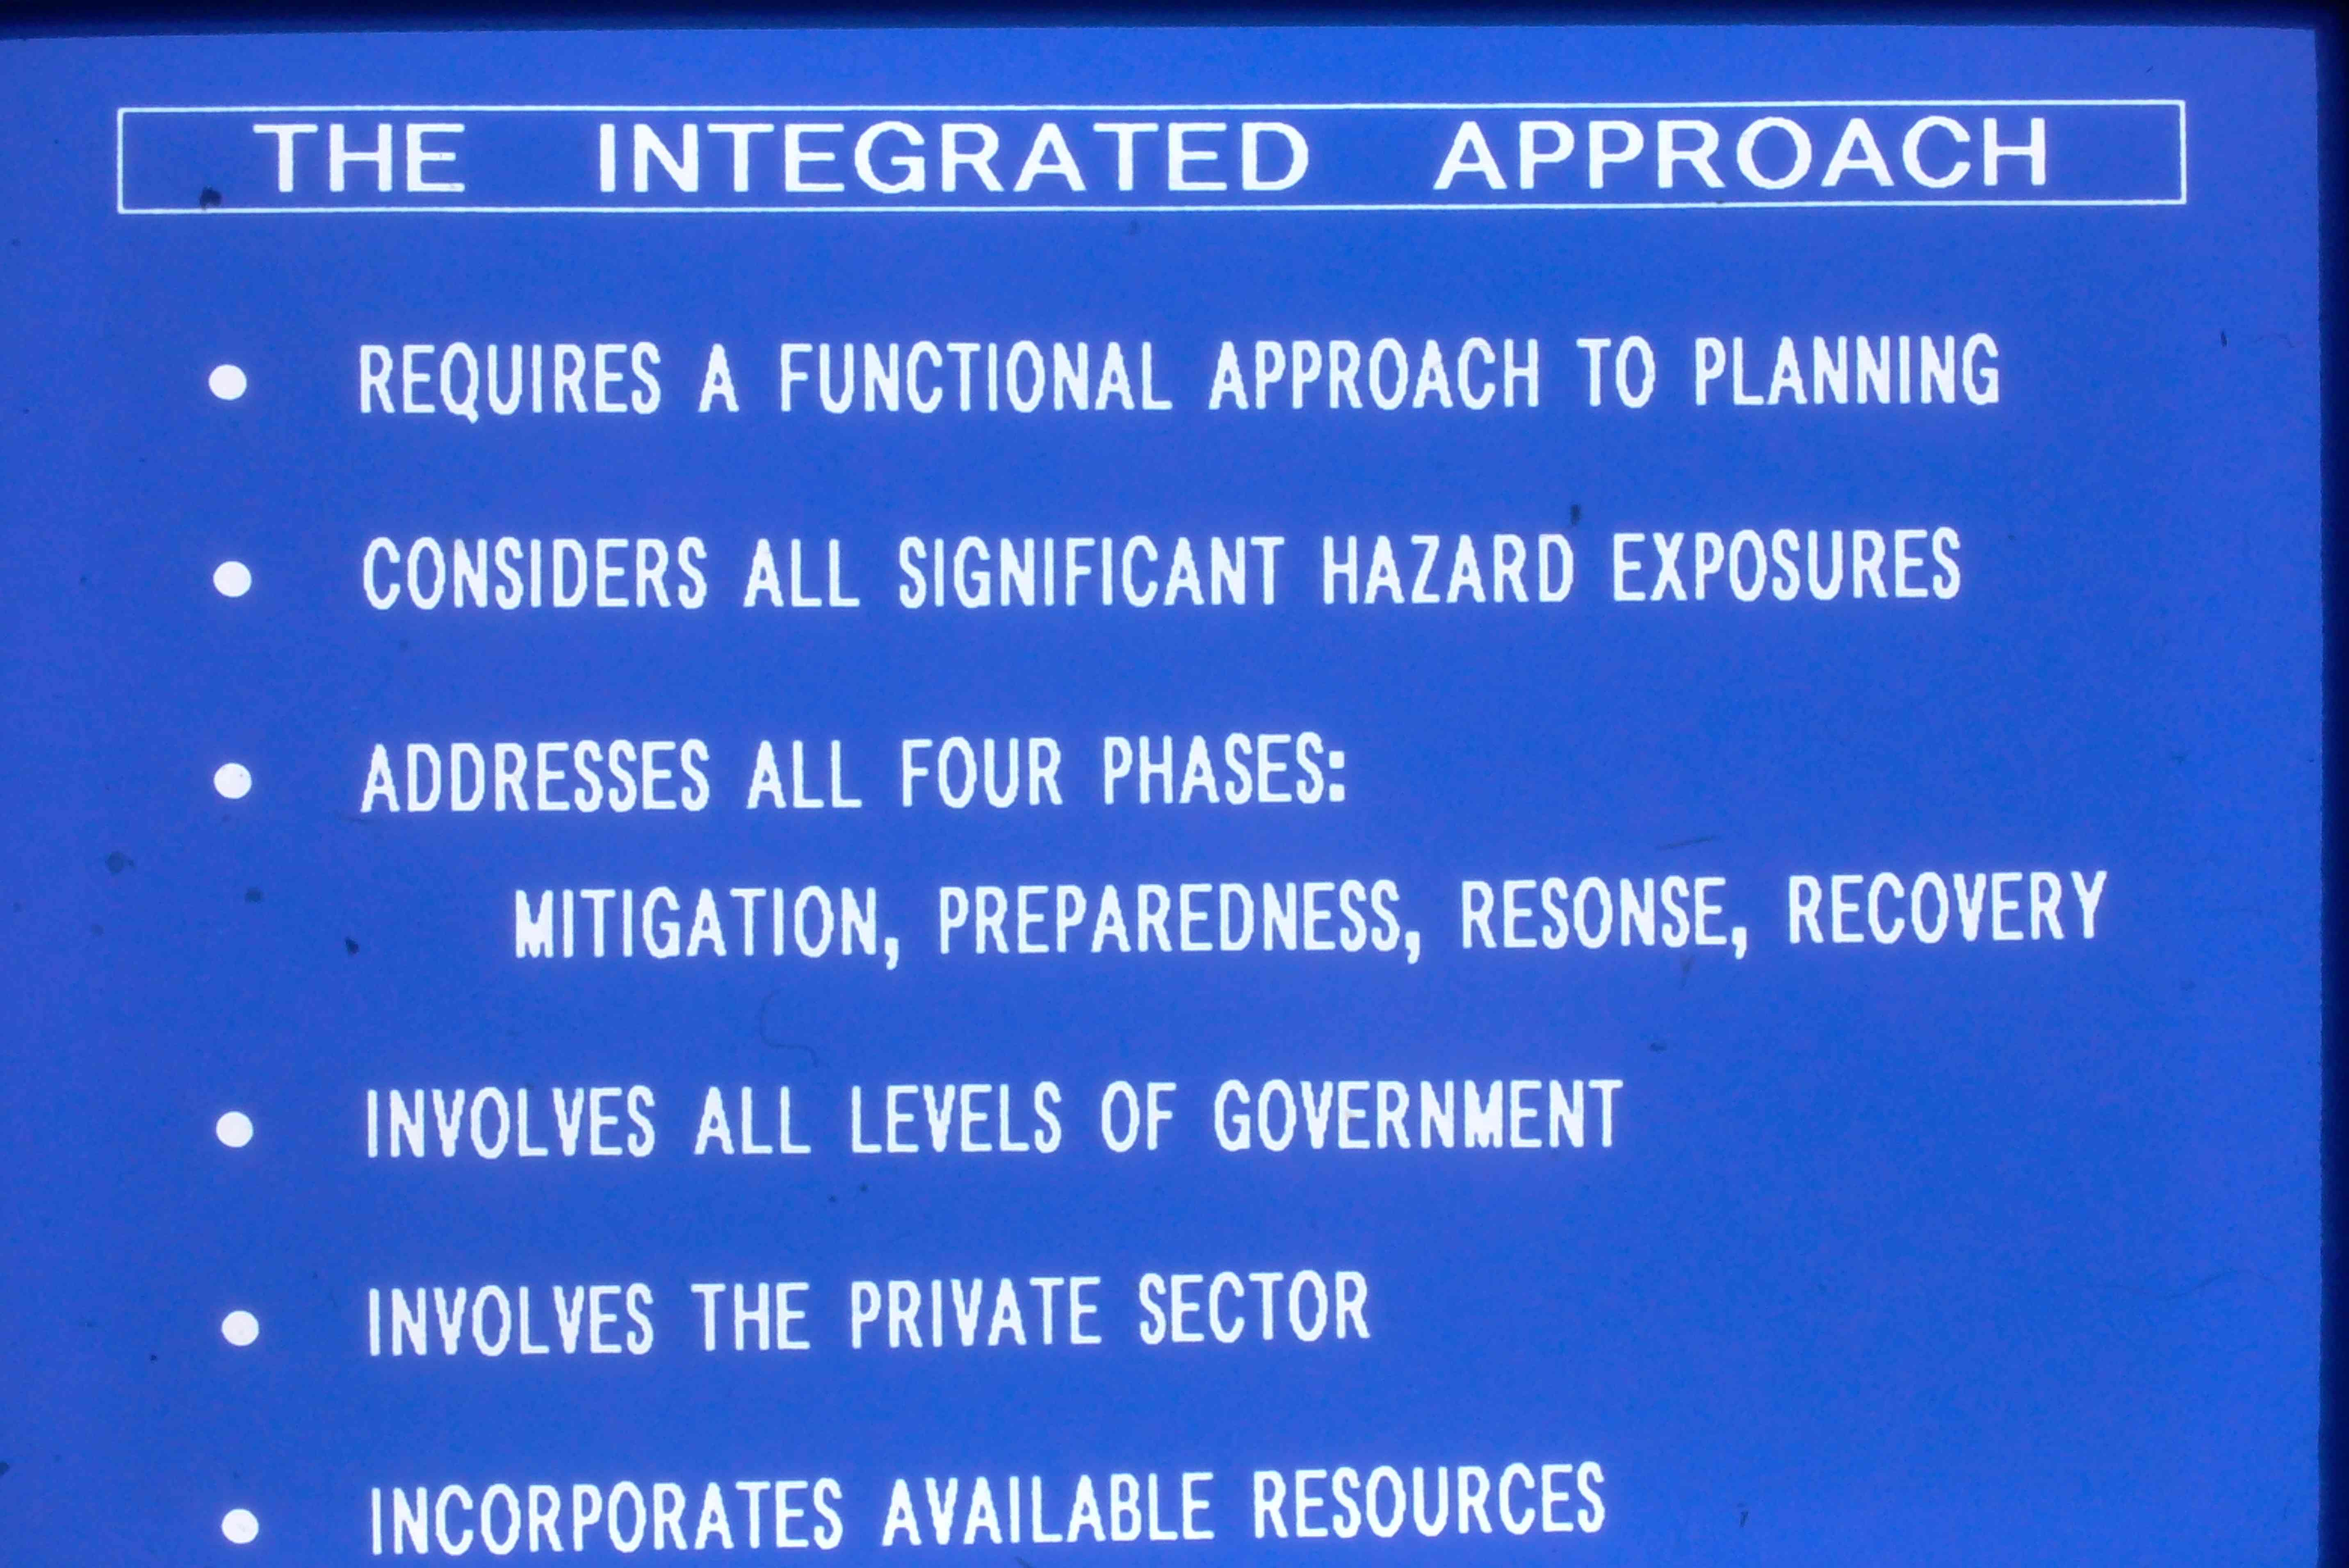 THE INTEGRATED APPROACH
• REQUIRES A FUNCTIONAL APPROACH TO PLANNING
• CONSIDERS ALL SIGNIFICANT HAZARD EXPOSURES
• ADDRESSES ALL FOUR PHASES:
MITIGATION, PREPAREDNESS, RESONSE, RECOVERY
• INVOLVES ALL LEVELS OF GOVERNMENT
• INVOLVES THE PRIVATE SECTOR
• INCORPORATES AVAILABLE RESOURCES